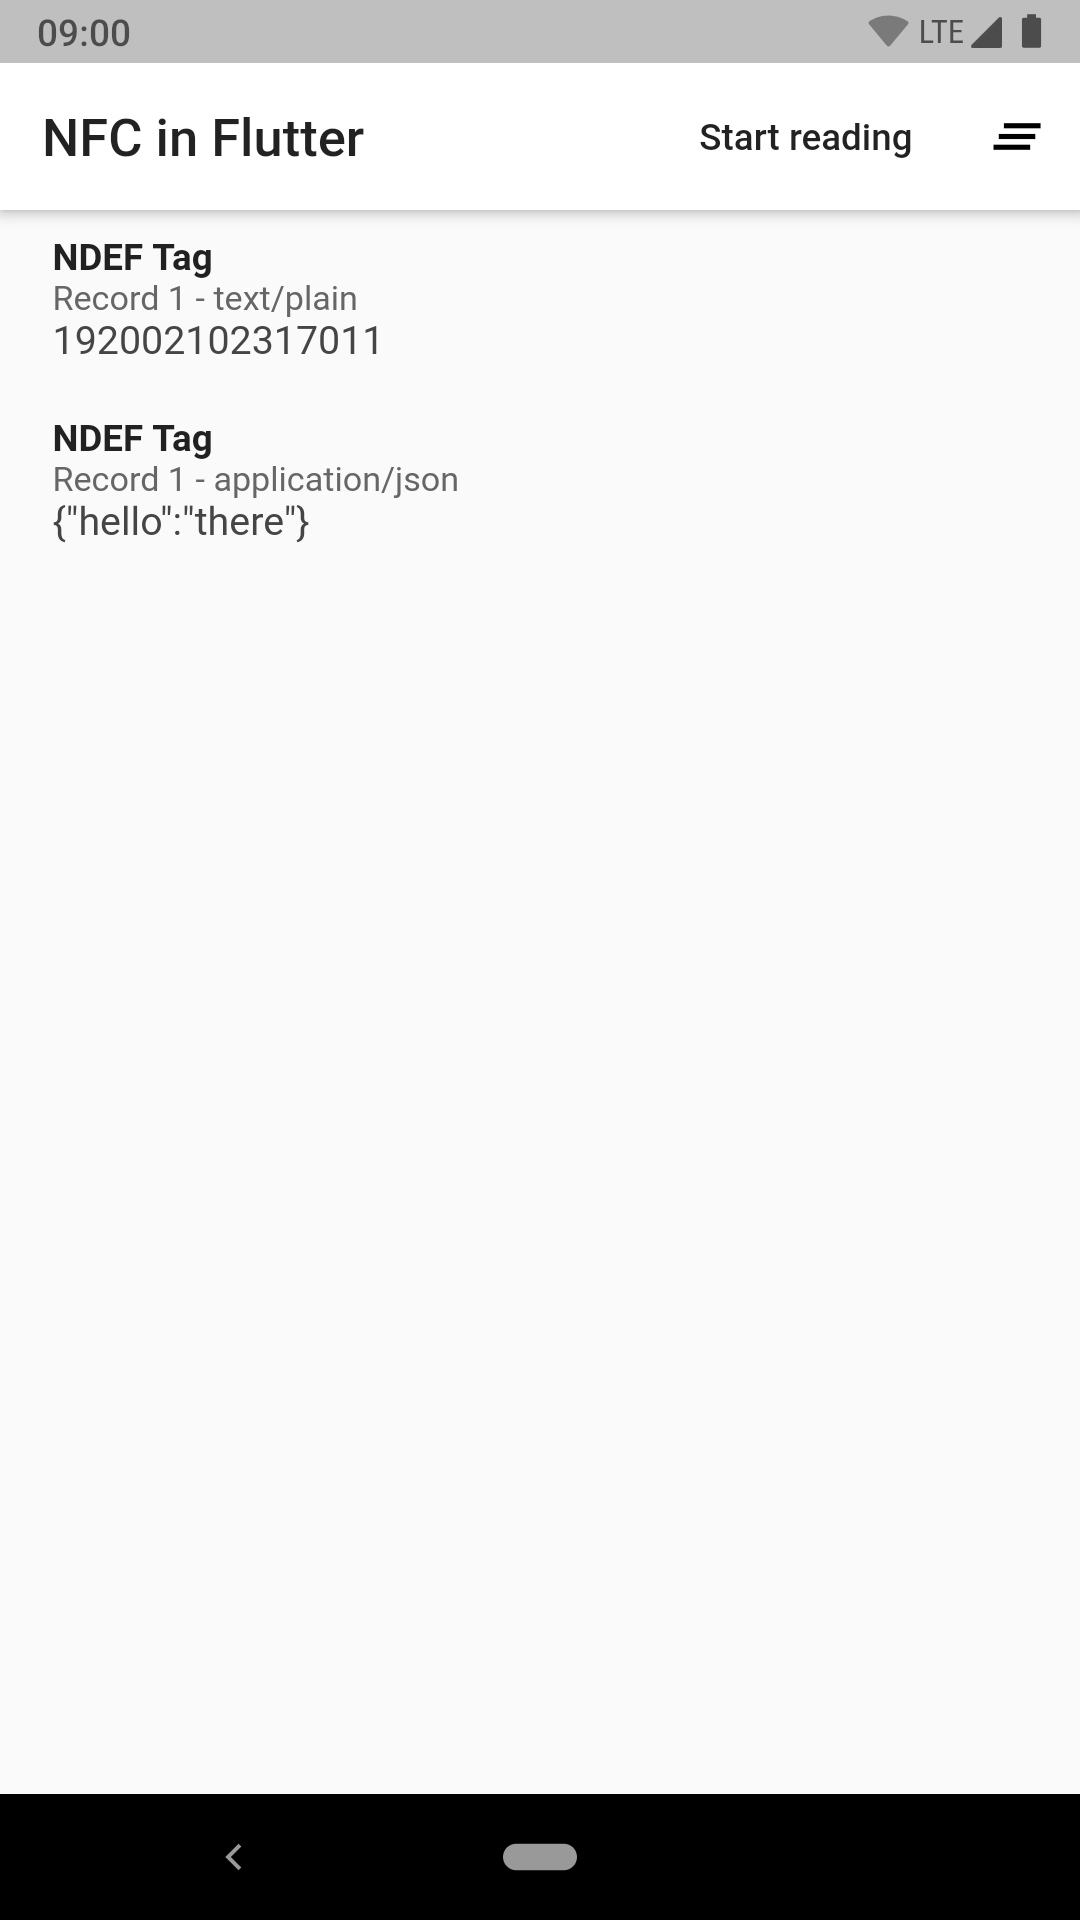 09:00 LTE
NFC in Flutter Start reading
NDEF Tag
Record 1 - text/plain
192002102317011
NDEF Tag
Record 1 - application/json
{"hello":"there"}